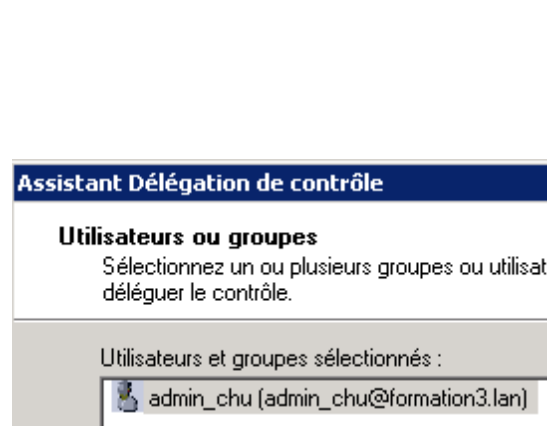 Assistant Délégation de contrôle
Utilisateurs ou groupes
Sélectionnez un ou plusieurs groupes ou utilisat
déléguer le contrôle.
Utilisateurs et groupes sélectionnés :
admin_chu (admin_chu@formation3.lan)